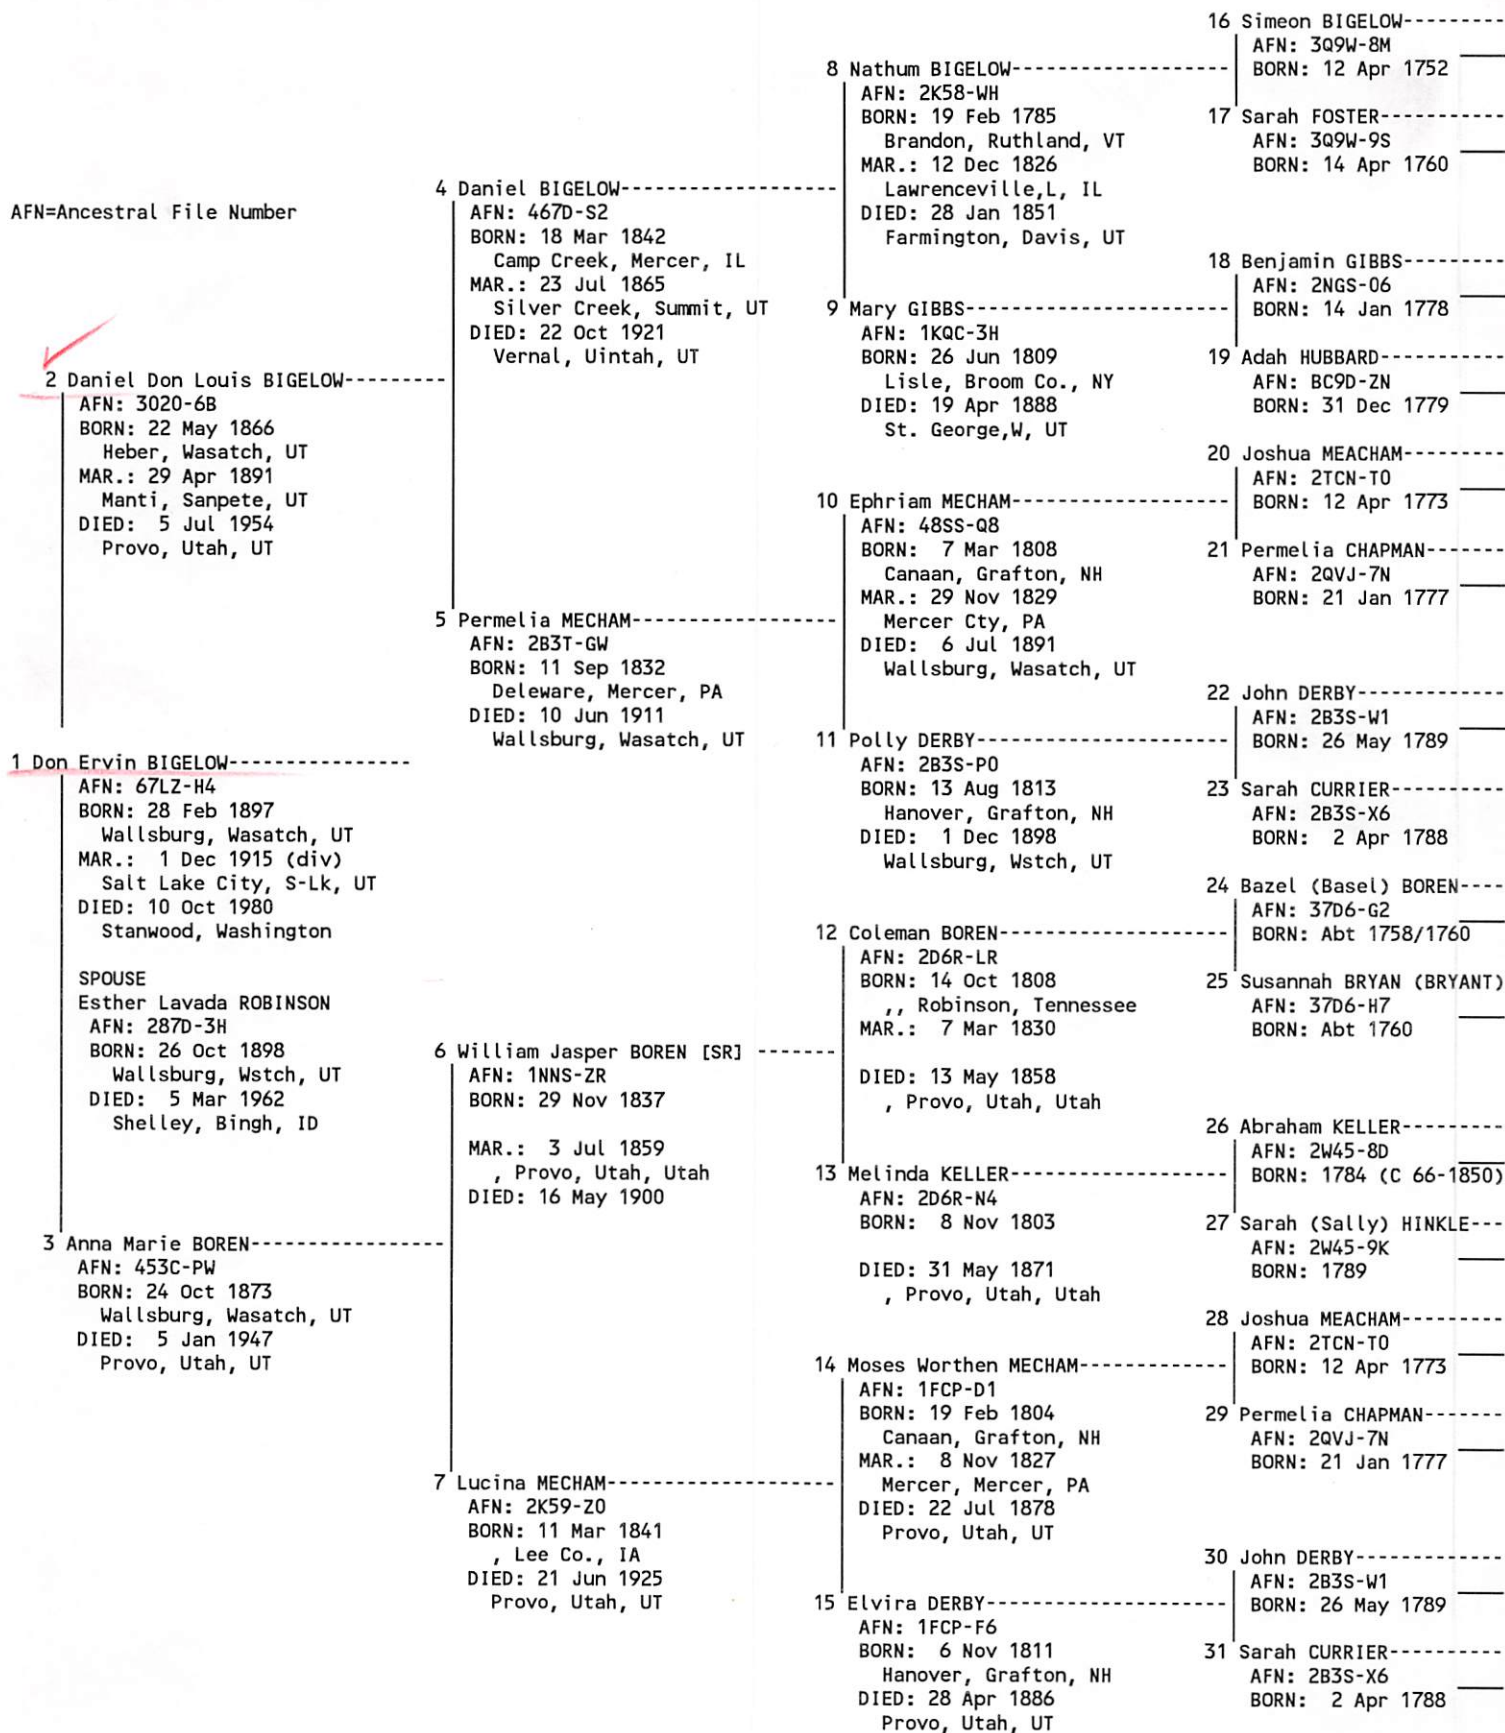 AFN=Ancestral File Number
2 Daniel Don Louis BIGELOW---------
AFN: 3020-6B
BORN: 22 May 1866
Heber, Wasatch, UT
MAR.: 29 Apr 1891
Manti, Sanpete, UT
DIED: 5 Jul 1954
Provo, Utah, UT
1 Don Ervin BIGELOW---------------
AFN: 67LZ-H4
BORN: 28 Feb 1897
Wallsburg, Wasatch, UT
MAR.: 1 Dec 1915 (div)
Salt Lake City, S-Lk, UT
DIED: 10 Oct 1980
Stanwood, Washington
SPOUSE
Esther Lavada ROBINSON
AFN: 287D-3H
BORN: 26 Oct 1898
Wallsburg, Wstch, UT
DIED: 5 Mar 1962
Shelley, Bingh, ID
3 Anna Marie BOREN----------------
AFN: 453C-PW
BORN: 24 Oct 1873
Wallsburg, Wasatch, UT
DIED: 5 Jan 1947
Provo, Utah, UT
4 Daniel BIGELOW------------------
AFN: 467D-S2
BORN: 18 Mar 1842
Camp Creek, Mercer, IL
MAR.: 23 Jul 1865
Silver Creek, Summit, UT
DIED: 22 Oct 1921
Vernal, Uintah, UT
5 Permelia MECHAM-----------------
AFN: 2B3T-GW
BORN: 11 Sep 1832
Deleware, Mercer, PA
DIED: 10 Jun 1911
Wallsburg, Wasatch, UT
6 William Jasper BOREN [SR] -------
AFN: 1NNS-ZR
BORN: 29 Nov 1837
MAR.: 3 Jul 1859
, Provo, Utah, Utah
DIED: 16 May 1900
7 Lucina MECHAM-------------------
AFN: 2K59-Z0
BORN: 11 Mar 1841
, Lee Co., IA
DIED: 21 Jun 1925
Provo, Utah, UT
8 Nathum BIGELOW------------------
AFN: 2K58-WH
BORN: 19 Feb 1785
Brandon, Ruthland, VT
MAR.: 12 Dec 1826
Lawrenceville,L, IL
DIED: 28 Jan 1851
Farmington, Davis, UT
9 Mary GIBBS----------------------
AFN: 1KQC-3H
BORN: 26 Jun 1809
Lisle, Broom Co., NY
DIED: 19 Apr 1888
St. George,W, UT
10 Ephriam MECHAM------------------
AFN: 48SS-Q8
BORN: 7 Mar 1808
Canaan, Grafton, NH
MAR.: 29 Nov 1829
Mercer Cty, PA
DIED: 6 Jul 1891
Wallsburg, Wasatch, UT
11 Polly DERBY---------------------
AFN: 2B3S-P0
BORN: 13 Aug 1813
Hanover, Grafton, NH
DIED: 1 Dec 1898
Wallsburg, Wstch, UT
12 Coleman BOREN-------------------
AFN: 2D6R-LR
BORN: 14 Oct 1808
,, Robinson, Tennessee
MAR.: 7 Mar 1830
DIED: 13 May 1858
, Provo, Utah, Utah
13 Melinda KELLER------------------
AFN: 2D6R-N4
BORN: 8 Nov 1803
DIED: 31 May 1871
, Provo, Utah, Utah
14 Moses Worthen MECHAM------------
AFN: 1FCP-D1
BORN: 19 Feb 1804
Canaan, Grafton, NH
MAR.: 8 Nov 1827
Mercer, Mercer, PA
DIED: 22 Jul 1878
Provo, Utah, UT
15 Elvira DERBY--------------------
AFN: 1FCP-F6
BORN: 6 Nov 1811
Hanover, Grafton, NH
DIED: 28 Apr 1886
Provo, Utah, UT
16 Simeon BIGELOW---------
AFN: 3Q9W-8M
BORN: 12 Apr 1752
17 Sarah FOSTER-----------
AFN: 3Q9W-9S
BORN: 14 Apr 1760
18 Benjamin GIBBS---------
AFN: 2NGS-06
BORN: 14 Jan 1778
19 Adah HUBBARD-----------
AFN: BC9D-ZN
BORN: 31 Dec 1779
20 Joshua MEACHAM---------
AFN: 2TCN-T0
BORN: 12 Apr 1773
21 Permelia CHAPMAN-------
AFN: 2QVJ-7N
BORN: 21 Jan 1777
22 John DERBY-------------
AFN: 2B3S-W1
BORN: 26 May 1789
23 Sarah CURRIER----------
AFN: 2B3S-X6
BORN: 2 Apr 1788
24 Bazel (Basel) BOREN----
AFN: 37D6-G2
BORN: Abt 1758/1760
25 Susannah BRYAN (BRYANT)
AFN: 37D6-H7
BORN: Abt 1760
26 Abraham KELLER---------
AFN: 2W45-8D
BORN: 1784 (C 66-1850)
27 Sarah (Sally) HINKLE---
AFN: 2W45-9K
BORN: 1789
28 Joshua MEACHAM---------
AFN: 2TCN-T0
BORN: 12 Apr 1773
29 Permelia CHAPMAN-------
AFN: 2QVJ-7N
BORN: 21 Jan 1777
30 John DERBY-------------
AFN: 2B3S-W1
BORN: 26 May 1789
31 Sarah CURRIER----------
AFN: 2B3S-X6
BORN: 2 Apr 1788